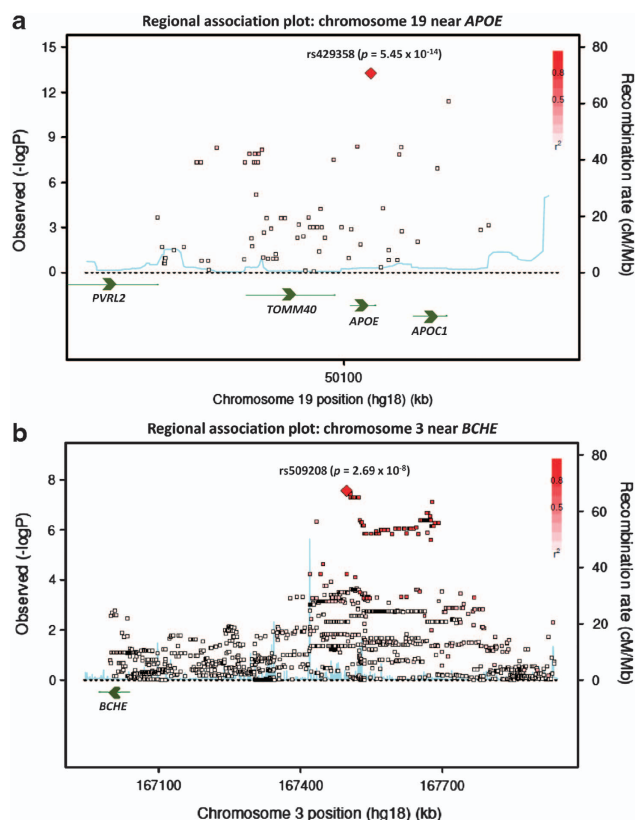 a
Regional association plot: chromosome 19 near APOE
rs429358 (p = 5.45 x 10-14)
15
12
9
6
3
0
Observed (-logP)
80
60
40
20
0
Recombination rate (cM/Mb)
0.8
0.5
r2
PVRL2
TOMM40
APOE
APOC1
50100
Chromosome 19 position (hg18) (kb)
b
Regional association plot: chromosome 3 near BCHE
rs509208 (p = 2.69 x 10-8)
8
6
4
2
0
Observed (-logP)
80
60
40
20
0
Recombination rate (cM/Mb)
0.8
0.5
r2
BCHE
167100
167400
167700
Chromosome 3 position (hg18) (kb)